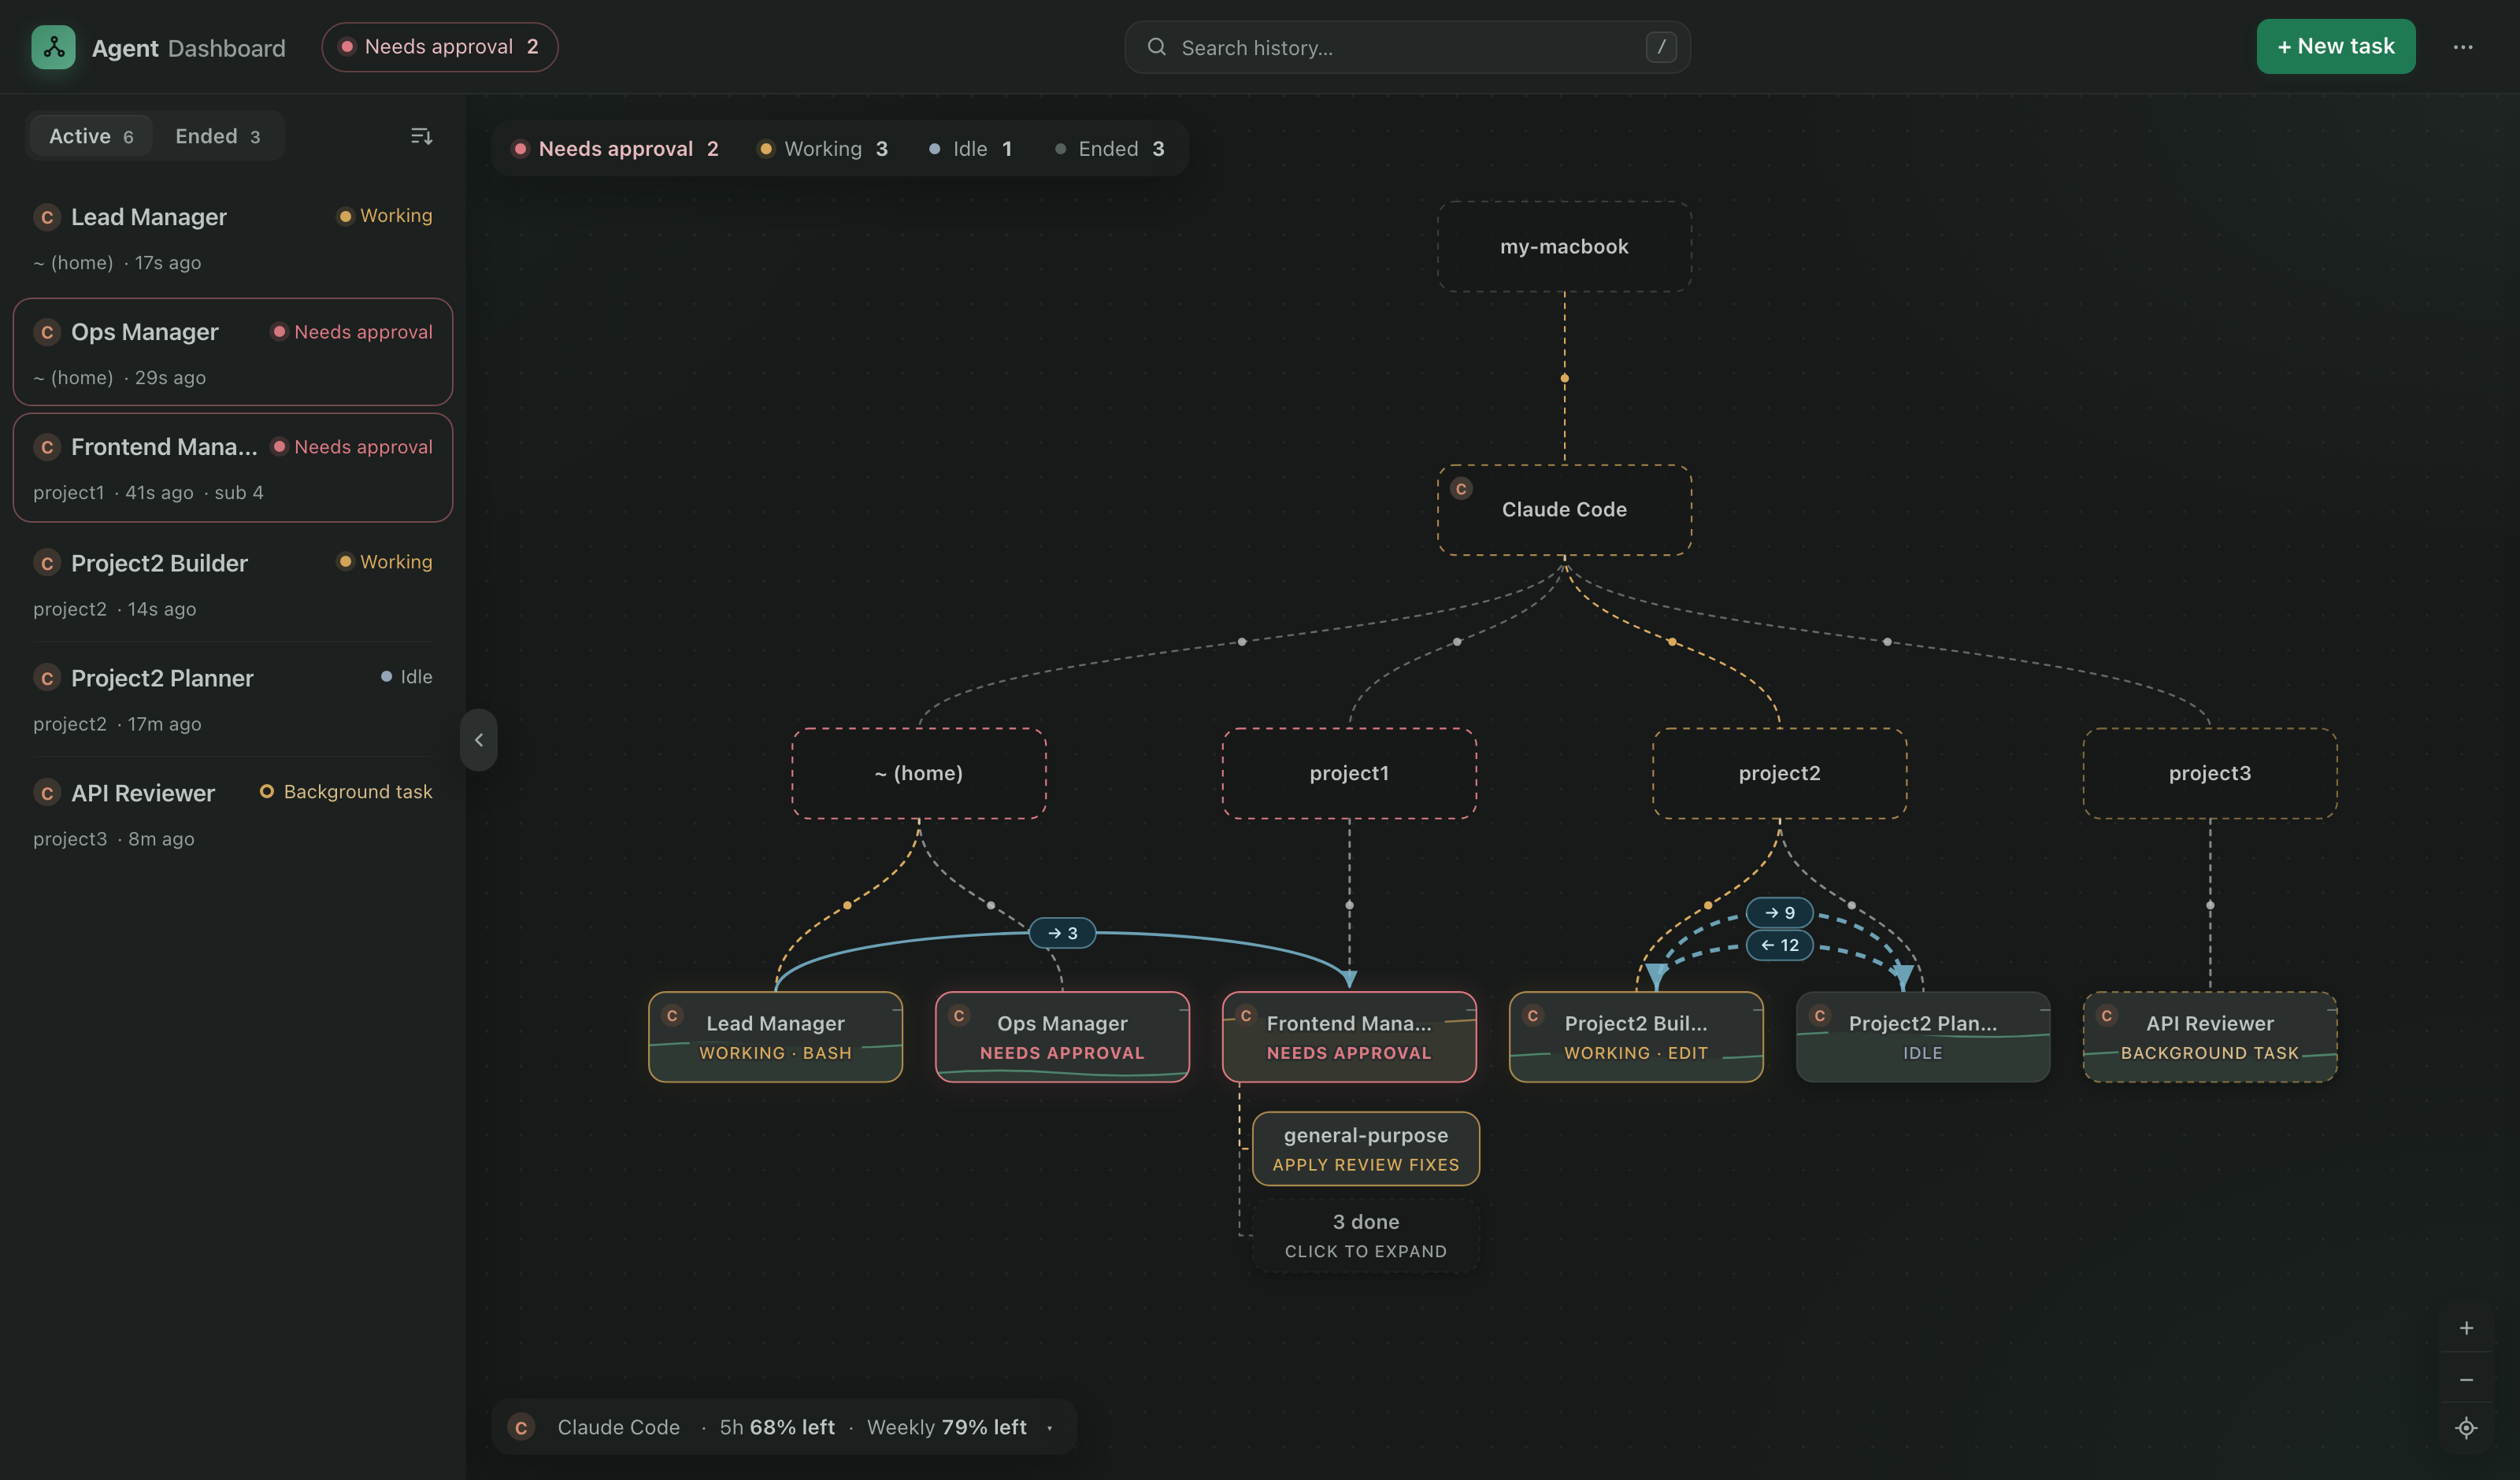 Agent Dashboard
Needs approval 2
Search history...
/
+ New task
Active 6
Ended 3
C Lead Manager
Working
~ (home) · 17s ago
C Ops Manager
Needs approval
~ (home) · 29s ago
C Frontend Mana...
Needs approval
project1 · 41s ago · sub 4
C Project2 Builder
Working
project2 · 14s ago
C Project2 Planner
Idle
project2 · 17m ago
C API Reviewer
Background task
project3 · 8m ago
Needs approval 2
Working 3
Idle 1
Ended 3
my-macbook
C
Claude Code
~ (home)
project1
project2
project3
→ 3
→ 9
← 12
C Lead Manager
WORKING · BASH
C Ops Manager
NEEDS APPROVAL
C Frontend Mana...
NEEDS APPROVAL
C Project2 Buil...
WORKING · EDIT
C Project2 Plan...
IDLE
C API Reviewer
BACKGROUND TASK
general-purpose
APPLY REVIEW FIXES
3 done
CLICK TO EXPAND
C Claude Code · 5h 68% left · Weekly 79% left
+
−